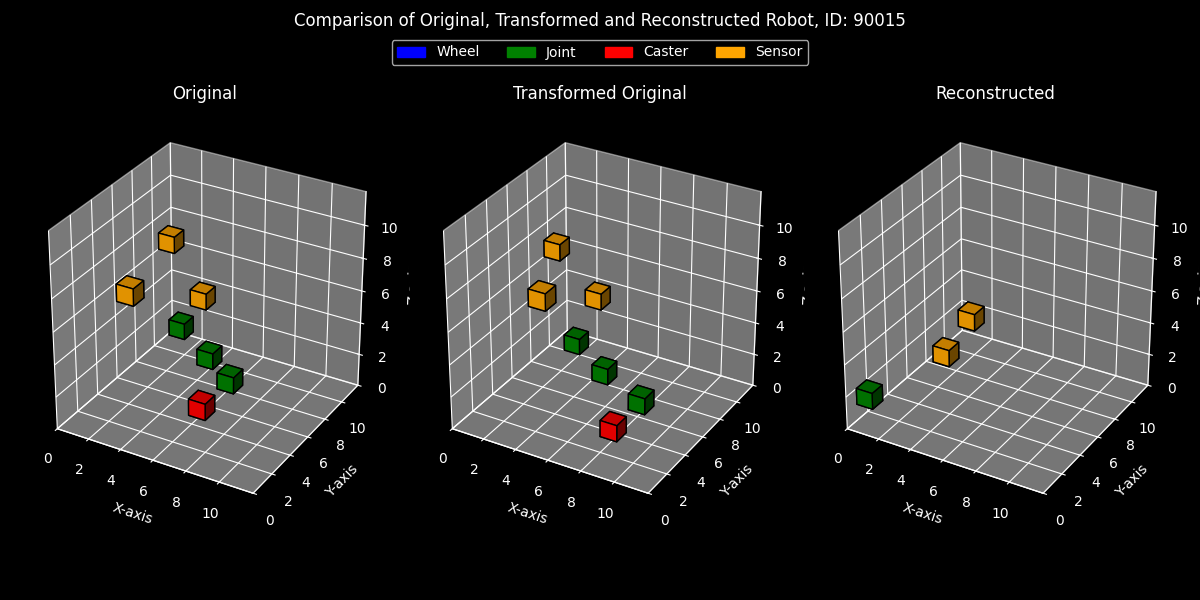 Comparison of Original, Transformed and Reconstructed Robot, ID: 90015
Wheel Joint Caster Sensor
Original Transformed Original Reconstructed
10 10 10
8 8 8
6 6 6
4 4 4
2 2 2
0 0 0
10 10 10
8 8 8
6 6 6
4 4 4
2 2 2
0 0 0
0 2 4 6 8 10 0 2 4 6 8 10 0 2 4 6 8 10
X-axis Y-axis X-axis Y-axis X-axis Y-axis